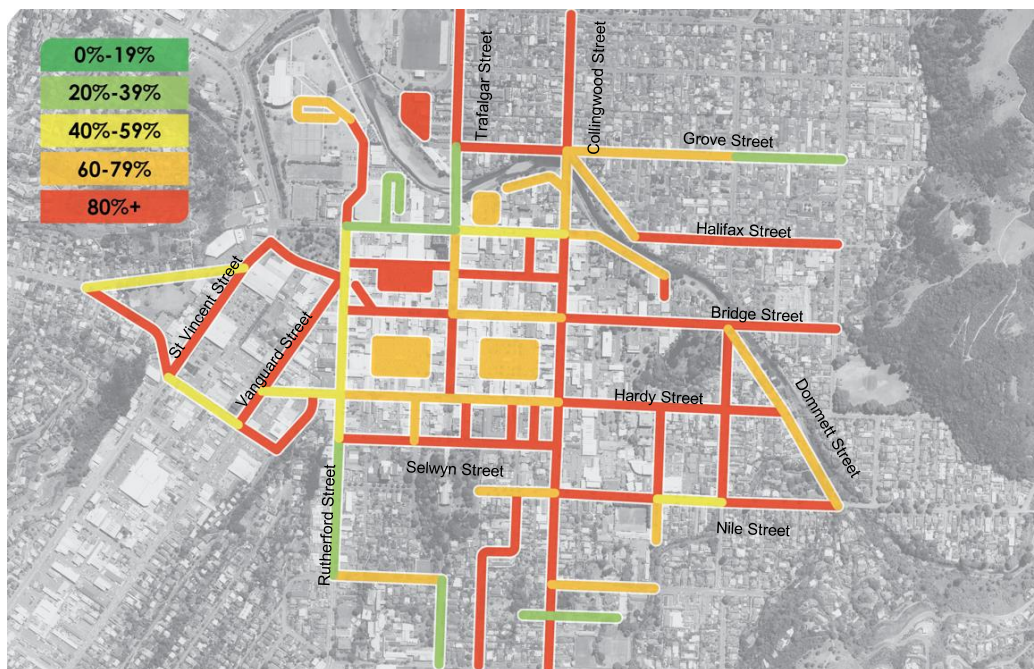 0%-19%
20%-39%
40%-59%
60-79%
80%+
Trafalgar Street
Collingwood Street
Grove Street
Halifax Street
St Vincent Street
Vanguard Street
Bridge Street
Hardy Street
Dommett Street
Selwyn Street
Rutherford Street
Nile Street